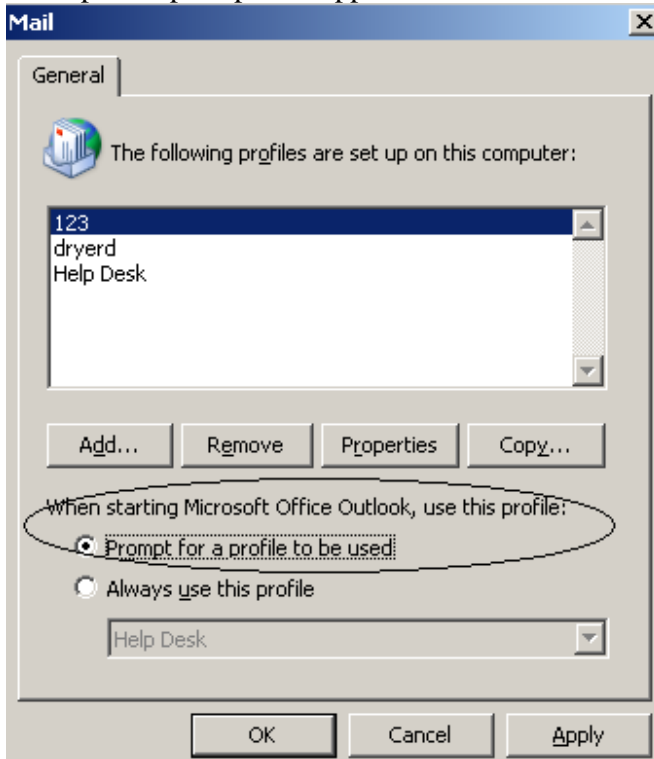 Mail
General
The following profiles are set up on this computer:
123
dryerd
Help Desk
Add... Remove Properties Copy...
When starting Microsoft Office Outlook, use this profile:
Prompt for a profile to be used
Always use this profile
Help Desk
OK Cancel Apply